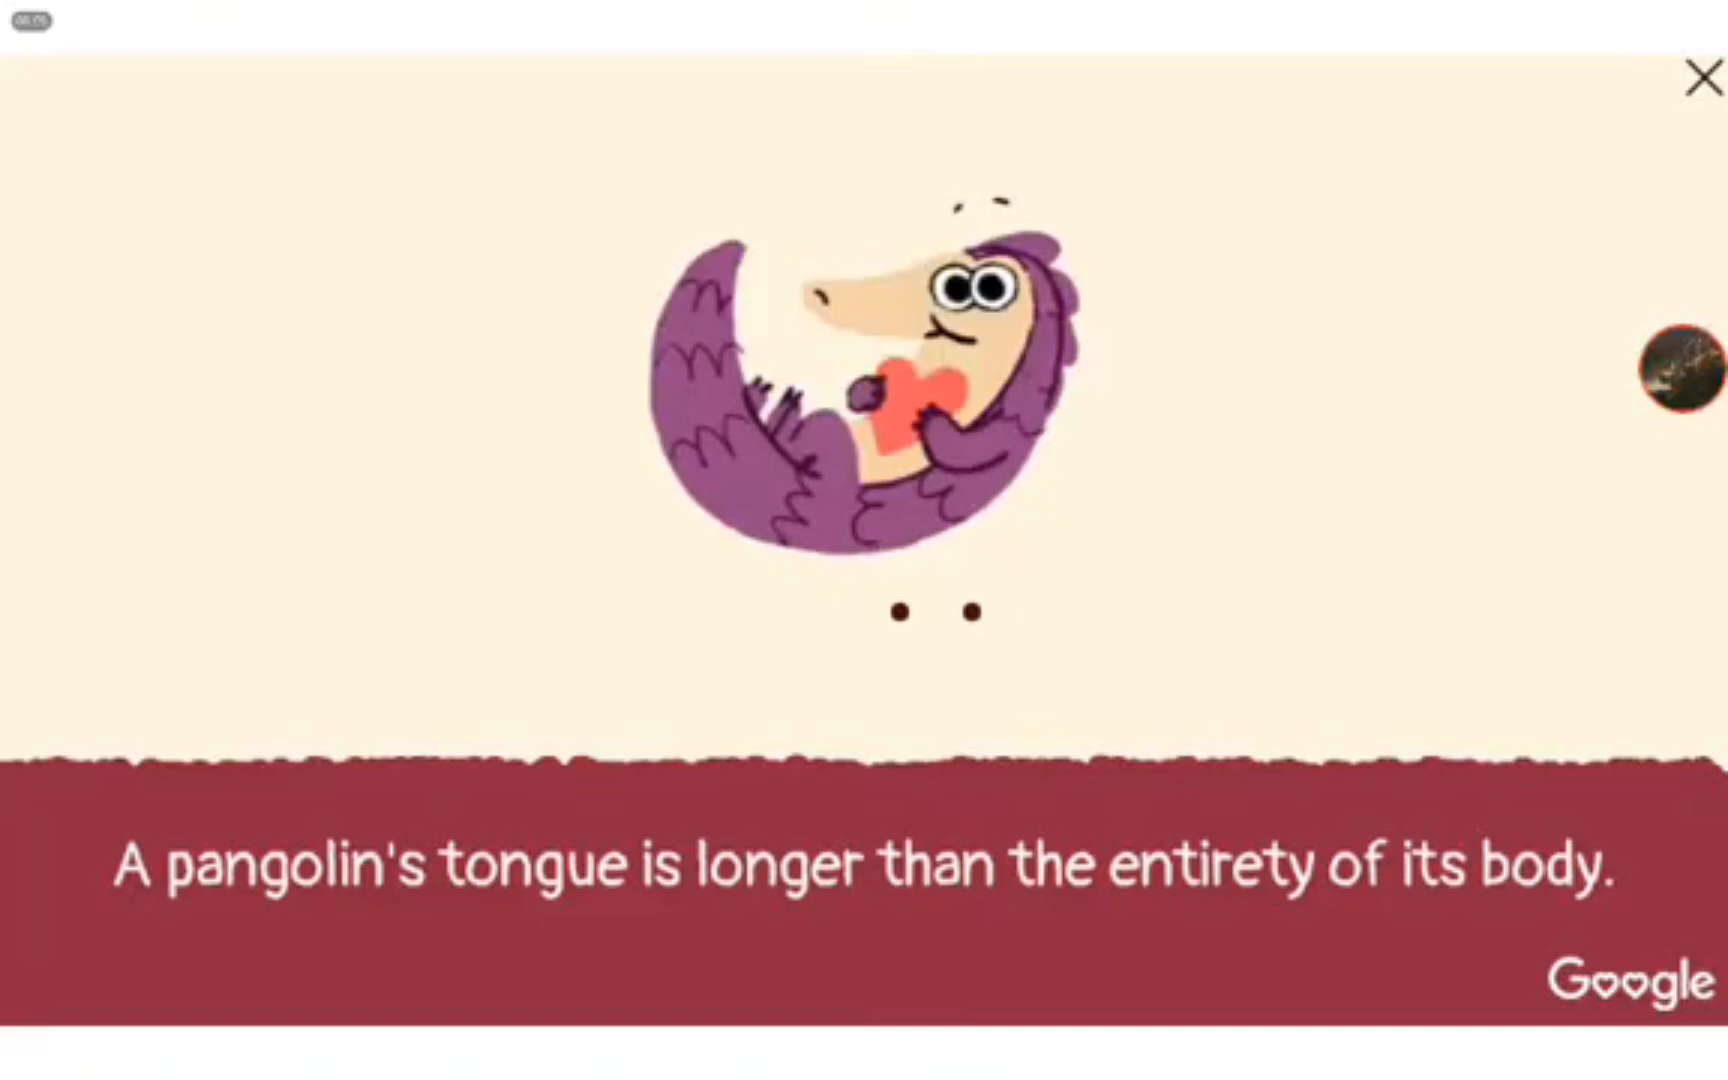 A pangolin's tongue is longer than the entirety of its body.
Google